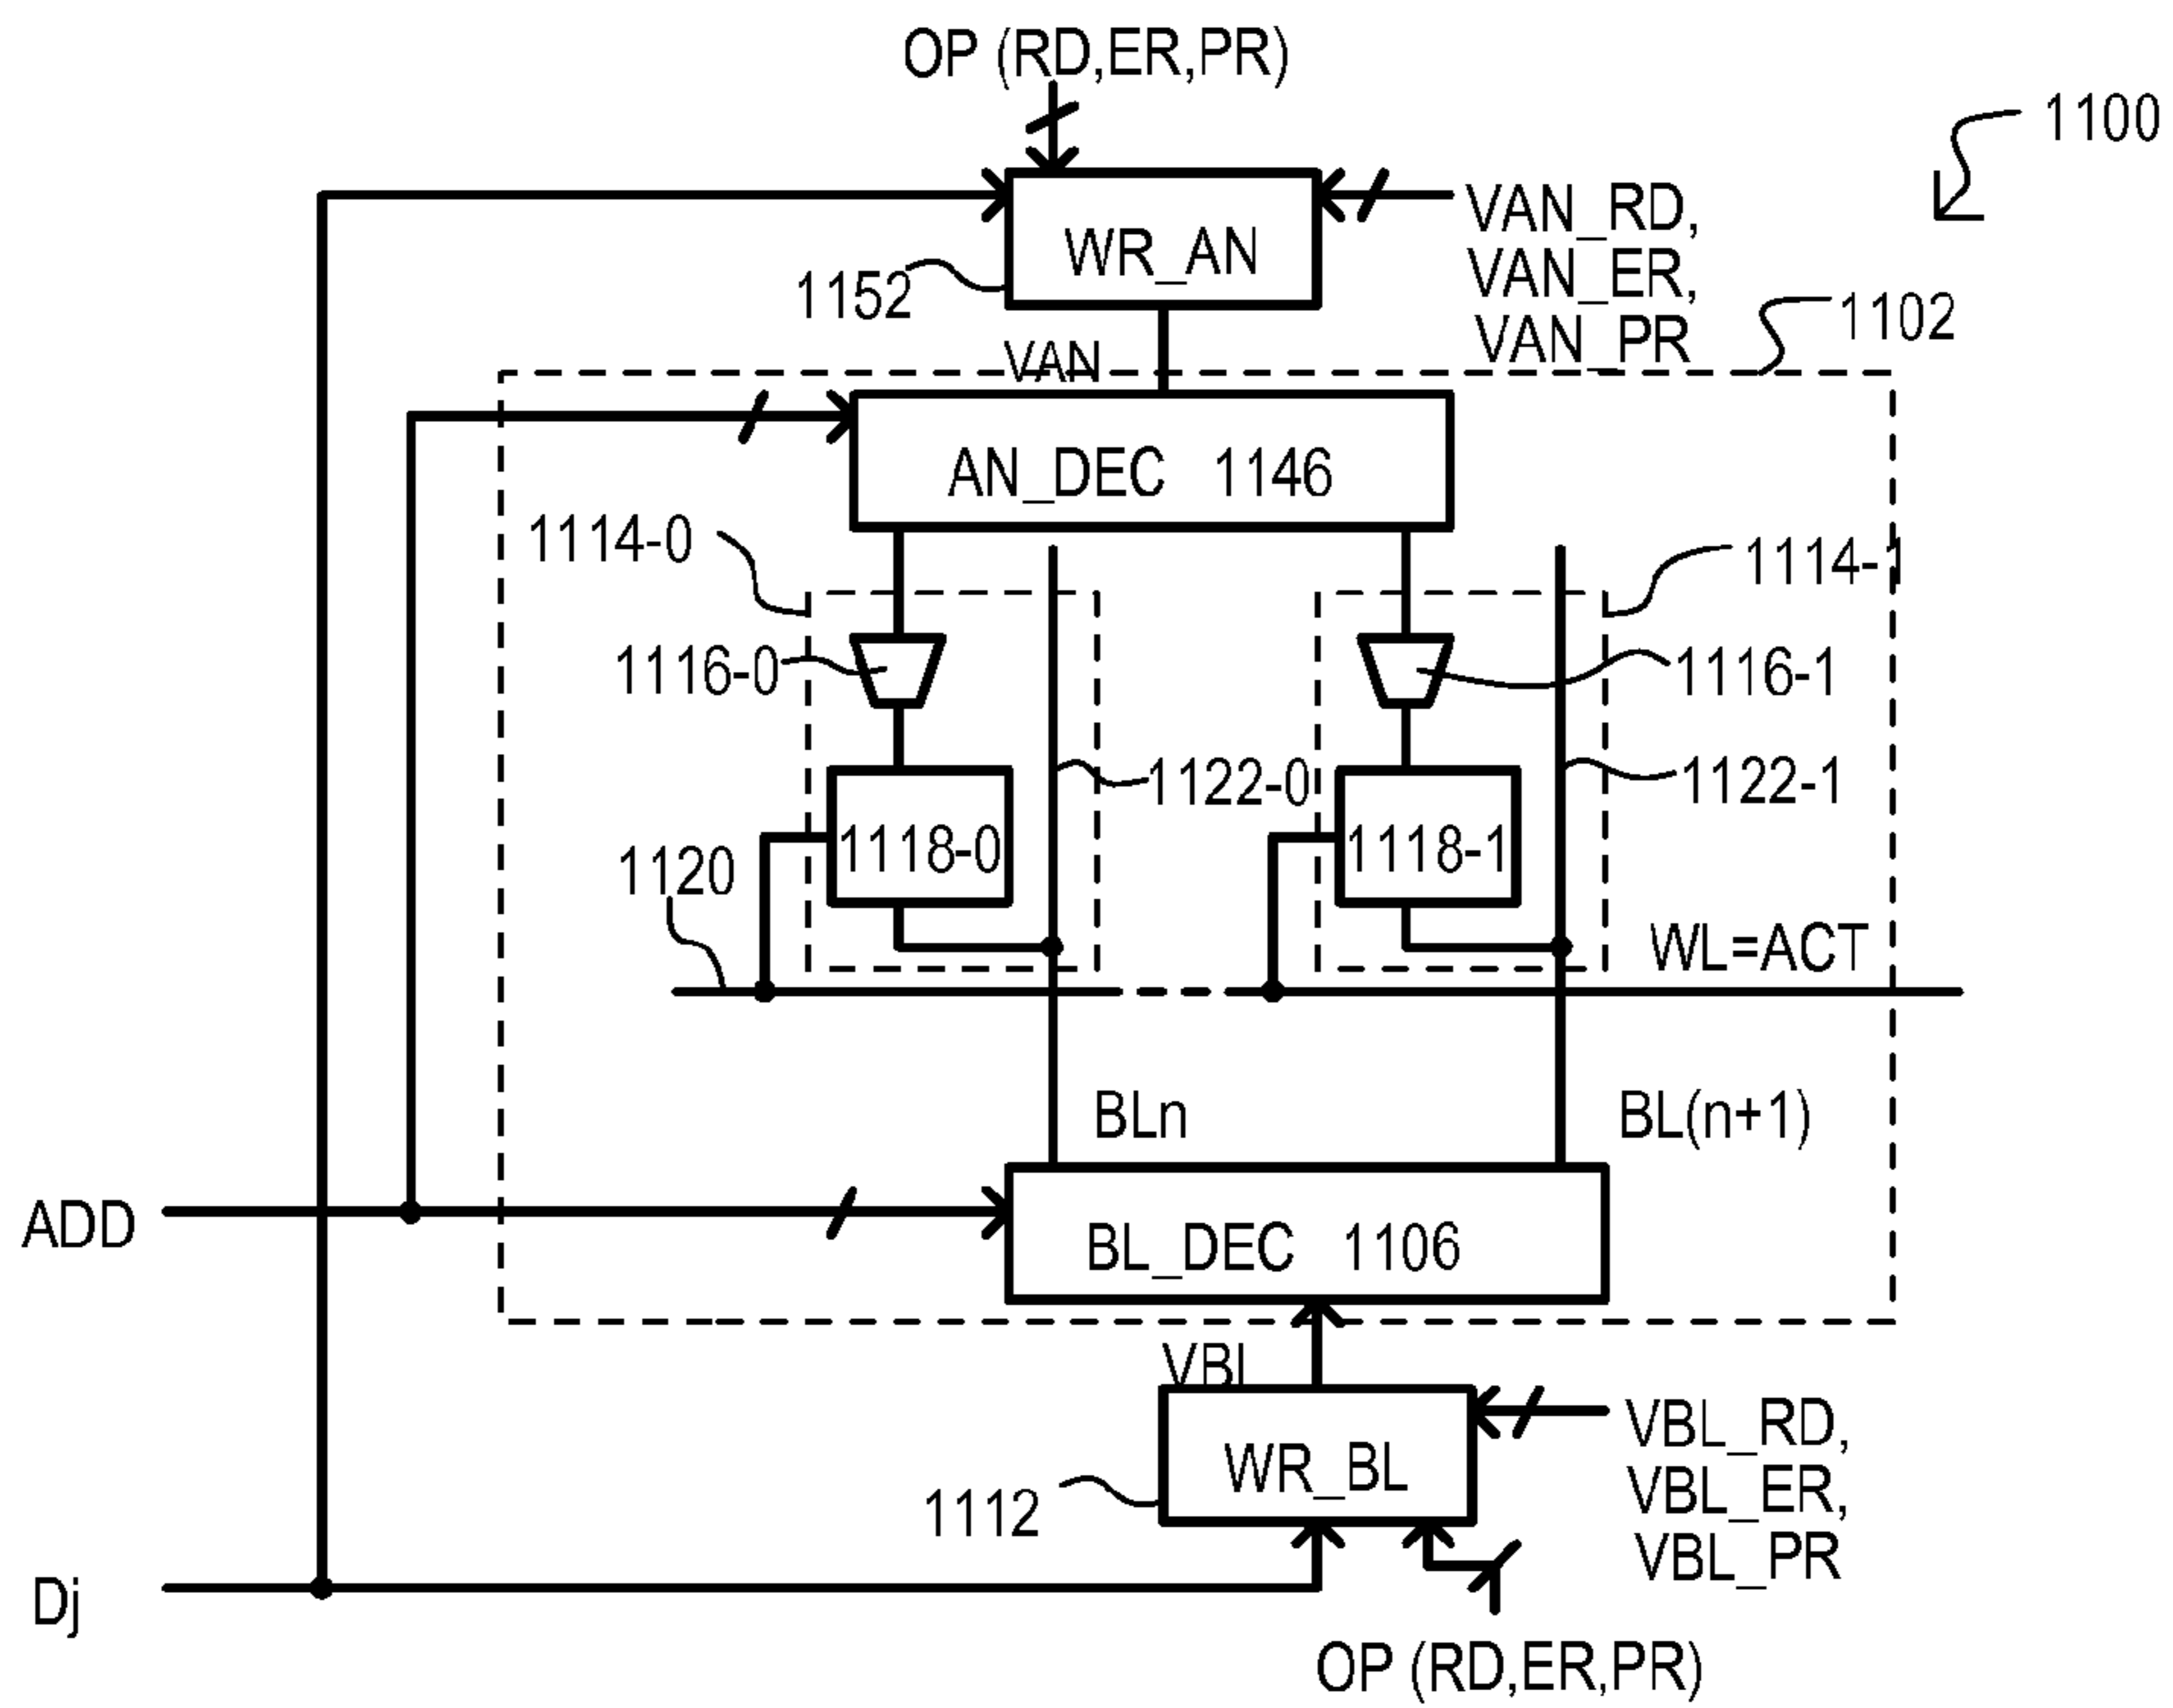 OP (RD,ER,PR)
1100
VAN_RD,
VAN_ER,
VAN_PR
WR_AN
1152
1102
VAN
AN_DEC 1146
1114-0
1114-1
1116-0
1116-1
1122-0
1122-1
1118-0
1118-1
1120
WL=ACT
BLn
BL(n+1)
ADD
BL_DEC 1106
VBL
WR_BL
VBL_RD,
VBL_ER,
VBL_PR
1112
Dj
OP (RD,ER,PR)